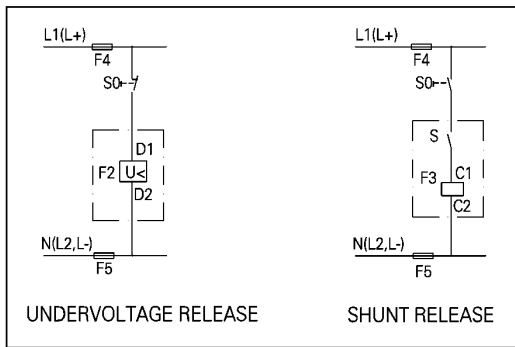 L1(L+)
F4
S0
D1
F2
U<
D2
N(L2,L-)
F5
UNDERVOLTAGE RELEASE
L1(L+)
F4
S0
S
F3
C1
C2
N(L2,L-)
F5
SHUNT RELEASE